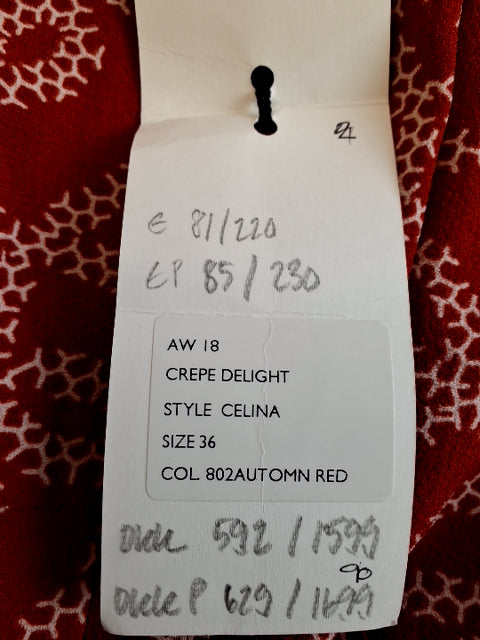 € 81/220
EP 85/230
AW 18
CREPE DELIGHT
STYLE CELINA
SIZE 36
COL 802AUTOMN RED
592 / 1599
P 629 / 1699